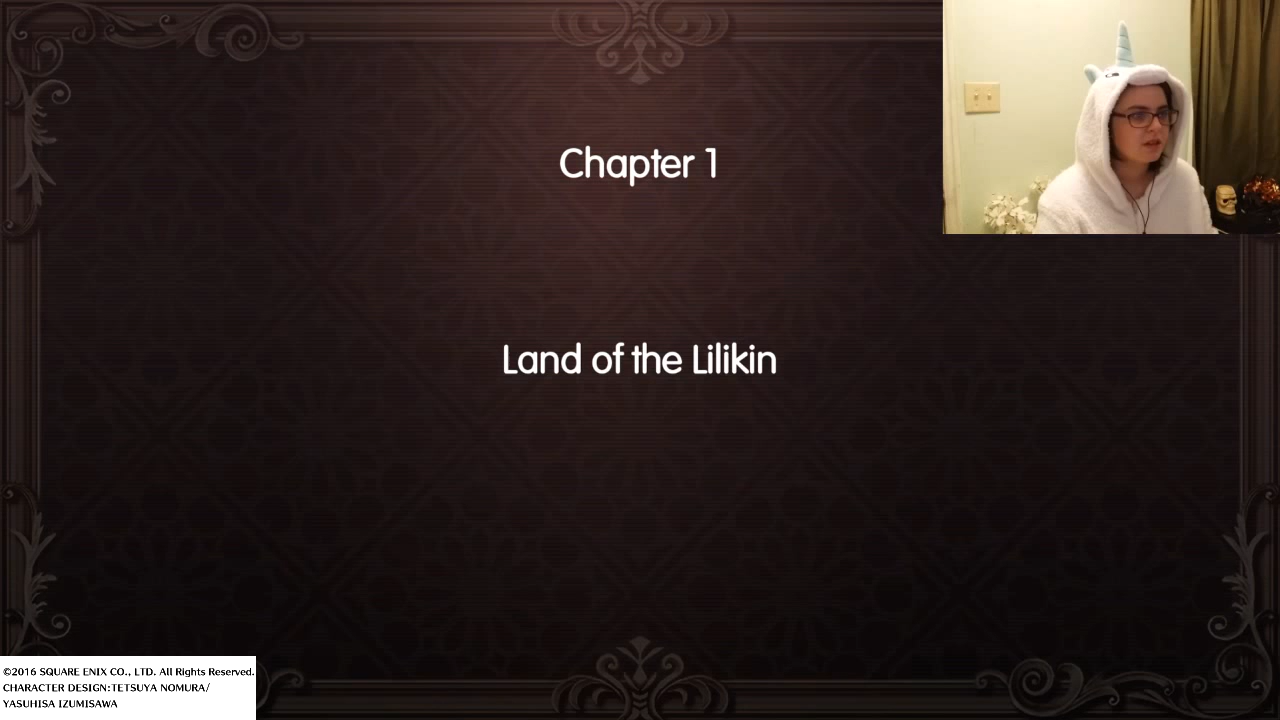 Chapter 1
Land of the Lilikin
©2016 SQUARE ENIX CO., LTD. All Rights Reserved.
CHARACTER DESIGN:TETSUYA NOMURA/
YASUHISA IZUMISAWA